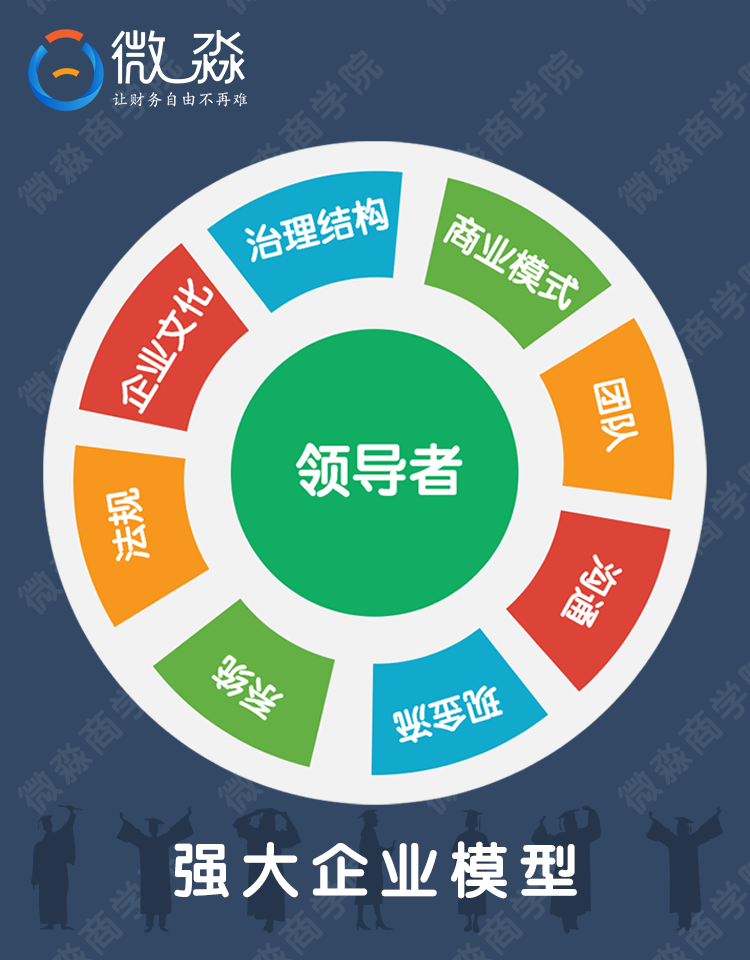 微淼
让财务自由不再难
治理结构
商业模式
团队
沟通
现金流
系统
法规
企业文化
领导者
强大企业模型
微淼商学院